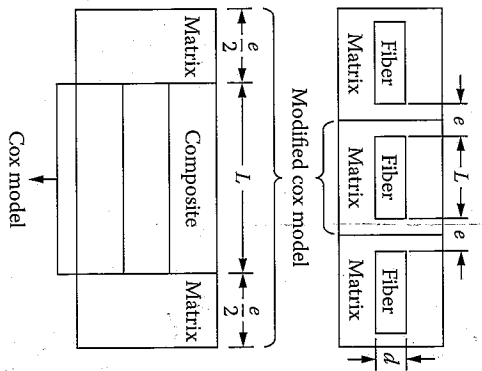 e L e
Fiber Fiber Fiber d
Matrix Matrix Matrix
Modified cox model
e/2 L e/2
Matrix Composite Matrix
Cox model